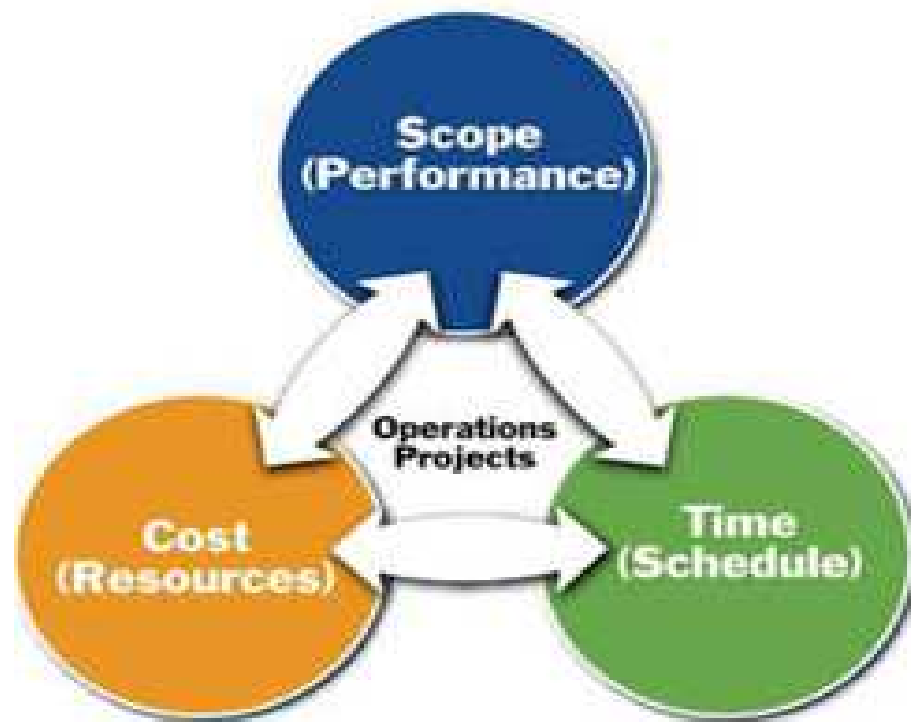 Scope
(Performance)
Operations
Projects
Cost
(Resources)
Time
(Schedule)